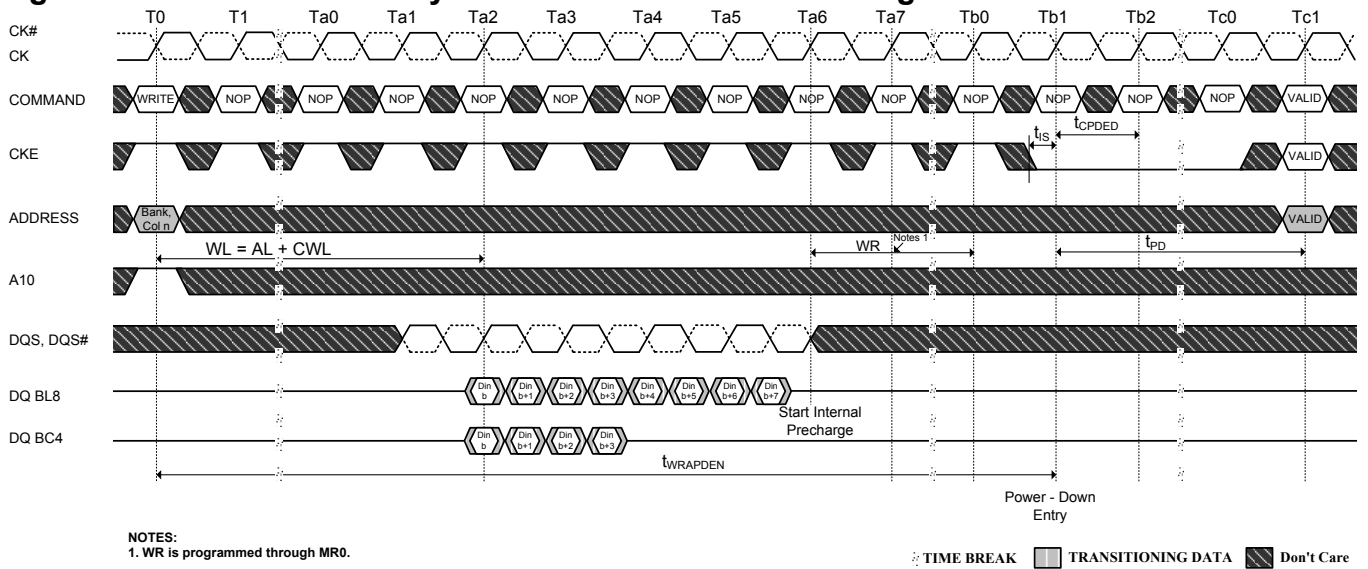 T0 T1 Ta0 Ta1 Ta2 Ta3 Ta4 Ta5 Ta6 Ta7 Tb0 Tb1 Tb2 Tc0 Tc1
CK#
CK
COMMAND WRITE NOP NOP NOP NOP NOP NOP NOP NOP NOP NOP NOP NOP NOP VALID
tIS tCPDED
CKE VALID
ADDRESS Bank, Col n VALID
WL = AL + CWL WR Notes 1 tPD
A10
DQS, DQS#
DQ BL8 Din b Din b+1 Din b+2 Din b+3 Din b+4 Din b+5 Din b+6 Din b+7
Start Internal
Precharge
DQ BC4 Din b Din b+1 Din b+2 Din b+3
tWRAPDEN
Power - Down
Entry
NOTES:
1. WR is programmed through MR0.
TIME BREAK TRANSITIONING DATA Don't Care